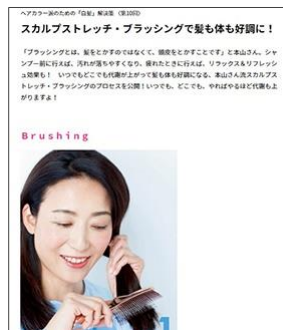 ヘアカラー派のための「白髪」解決策 〈第10回〉
スカルプストレッチ・ブラッシングで髪も体も好調に！
「ブラッシングとは、髪をとかすのではなくて、頭皮をとかすことです」と本山さん。シャ
ンプー前に行えば、汚れが落ちやすくなり、疲れたときに行えば、リラックス＆リフレッシ
ュ効果も！ いつでもどこでも代謝が上がって髪も体も好調になる、本山さん流スカルプス
トレッチ・ブラッシングのプロセスを公開！いつでも、どこでも、やればやるほど代謝も上
がりますよ！
Brushing
1